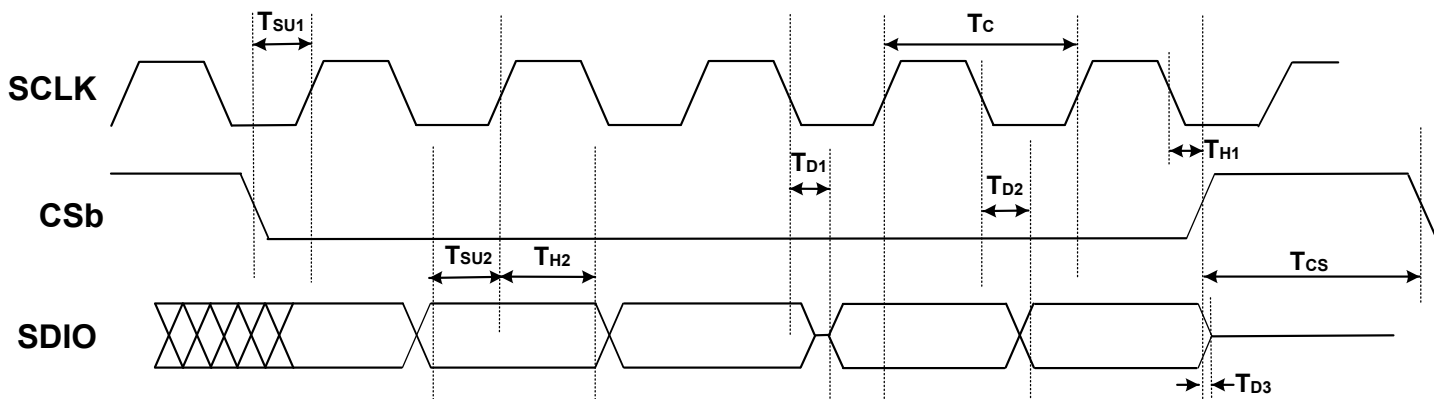 TSU1
TC
SCLK
TD1
TH1
TD2
CSb
TSU2
TH2
TCS
SDIO
TD3